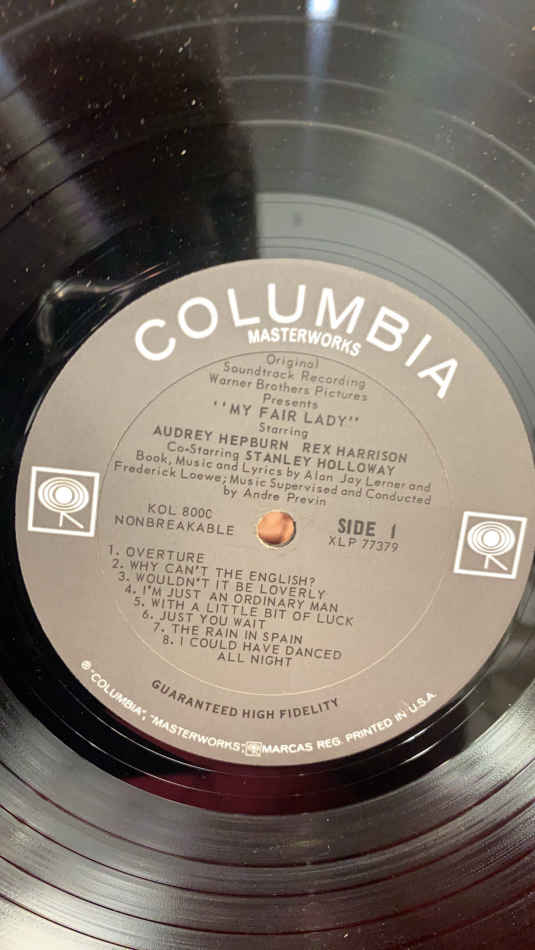 COLUMBIA
MASTERWORKS
Original
Soundtrack Recording
Warner Brothers Pictures
Presents
''MY FAIR LADY''
Starring
AUDREY HEPBURN REX HARRISON
Co-Starring STANLEY HOLLOWAY
Book, Music and Lyrics by Alan Jay Lerner and
Frederick Loewe; Music Supervised and Conducted
by Andre Previn
KOL 8000
NONBREAKABLE
SIDE 1
XLP 77379
1. OVERTURE
2. WHY CAN'T THE ENGLISH?
3. WOULDN'T IT BE LOVERLY
4. I'M JUST AN ORDINARY MAN
5. WITH A LITTLE BIT OF LUCK
6. JUST YOU WAIT
7. THE RAIN IN SPAIN
8. I COULD HAVE DANCED
ALL NIGHT
GUARANTEED HIGH FIDELITY
® "COLUMBIA", "MASTERWORKS", MARCAS REG. PRINTED IN U.S.A.